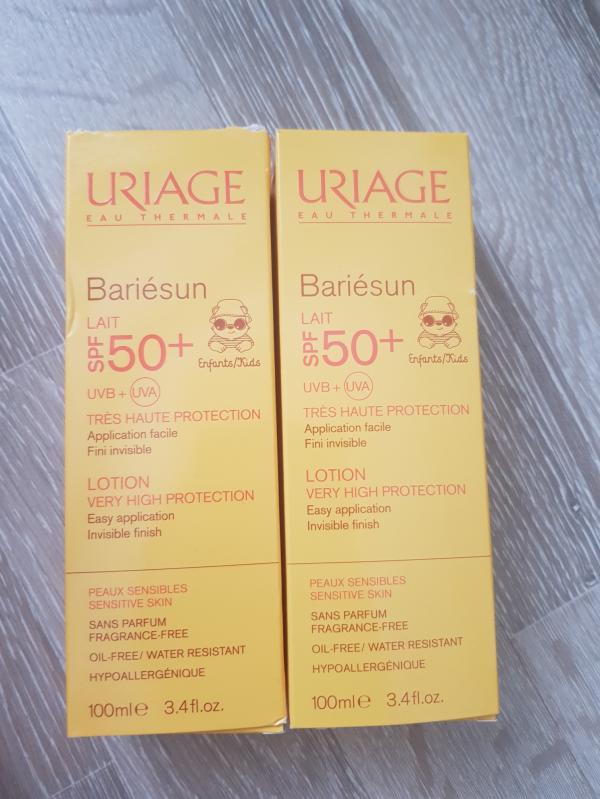 URIAGE
EAU THERMALE
Bariésun
LAIT
SPF 50+
Enfants/Kids
UVB + UVA
TRÈS HAUTE PROTECTION
Application facile
Fini invisible
LOTION
VERY HIGH PROTECTION
Easy application
Invisible finish
PEAUX SENSIBLES
SENSITIVE SKIN
SANS PARFUM
FRAGRANCE-FREE
OIL-FREE/ WATER RESISTANT
HYPOALLERGÉNIQUE
100ml e 3.4fl.oz.
URIAGE
EAU THERMALE
Bariésun
LAIT
SPF 50+
Enfants/Kids
UVB + UVA
TRÈS HAUTE PROTECTION
Application facile
Fini invisible
LOTION
VERY HIGH PROTECTION
Easy application
Invisible finish
PEAUX SENSIBLES
SENSITIVE SKIN
SANS PARFUM
FRAGRANCE-FREE
OIL-FREE/ WATER RESISTANT
HYPOALLERGÉNIQUE
100ml e 3.4fl.oz.